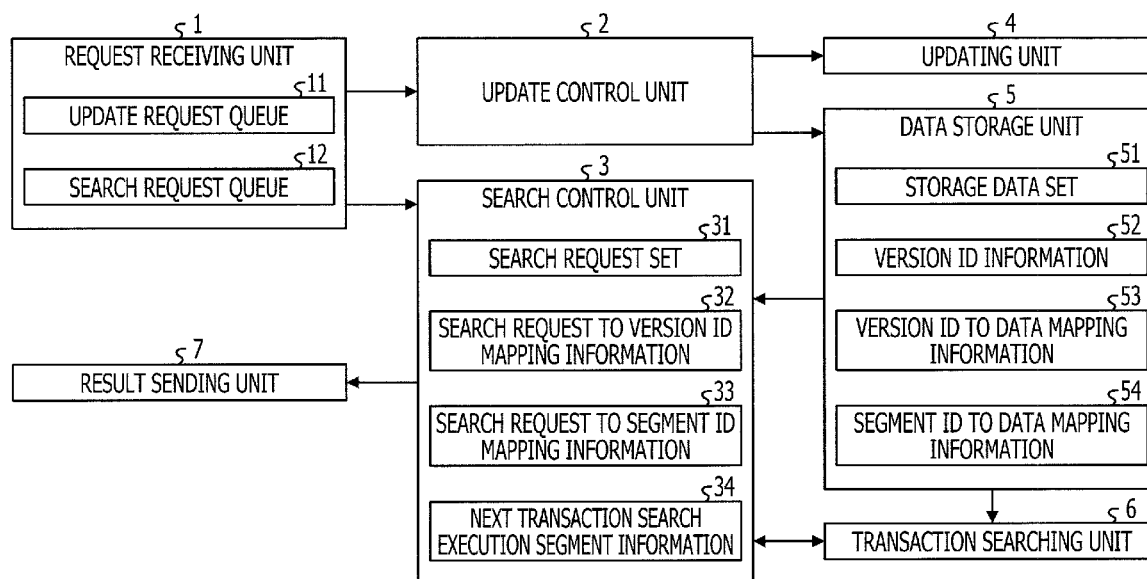 1
REQUEST RECEIVING UNIT
11
UPDATE REQUEST QUEUE
12
SEARCH REQUEST QUEUE
2
UPDATE CONTROL UNIT
3
SEARCH CONTROL UNIT
31
SEARCH REQUEST SET
32
SEARCH REQUEST TO VERSION ID
MAPPING INFORMATION
33
SEARCH REQUEST TO SEGMENT ID
MAPPING INFORMATION
34
NEXT TRANSACTION SEARCH
EXECUTION SEGMENT INFORMATION
4
UPDATING UNIT
5
DATA STORAGE UNIT
51
STORAGE DATA SET
52
VERSION ID INFORMATION
53
VERSION ID TO DATA MAPPING
INFORMATION
54
SEGMENT ID TO DATA MAPPING
INFORMATION
6
TRANSACTION SEARCHING UNIT
7
RESULT SENDING UNIT